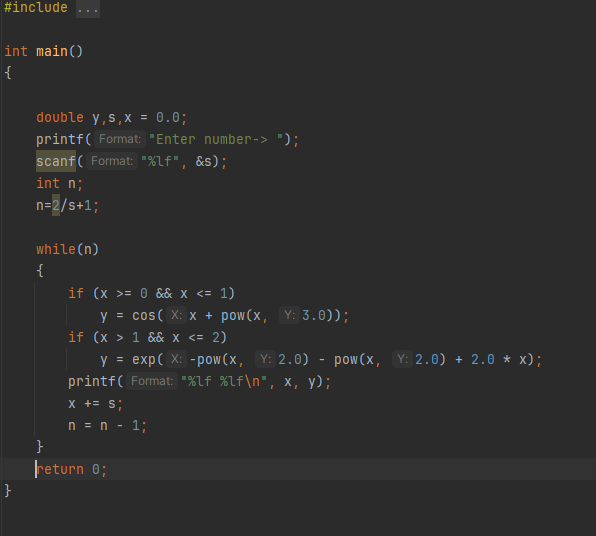 #include ...
int main()
{
double y,s,x = 0.0;
printf( Format: "Enter number-> ");
scanf( Format: "%lf", &s);
int n;
n=2/s+1;
while(n)
{
if (x >= 0 && x <= 1)
y = cos( X: x + pow(x, Y: 3.0));
if (x > 1 && x <= 2)
y = exp( X: -pow(x, Y: 2.0) - pow(x, Y: 2.0) + 2.0 * x);
printf( Format: "%lf %lf\n", x, y);
x += s;
n = n - 1;
}
return 0;
}